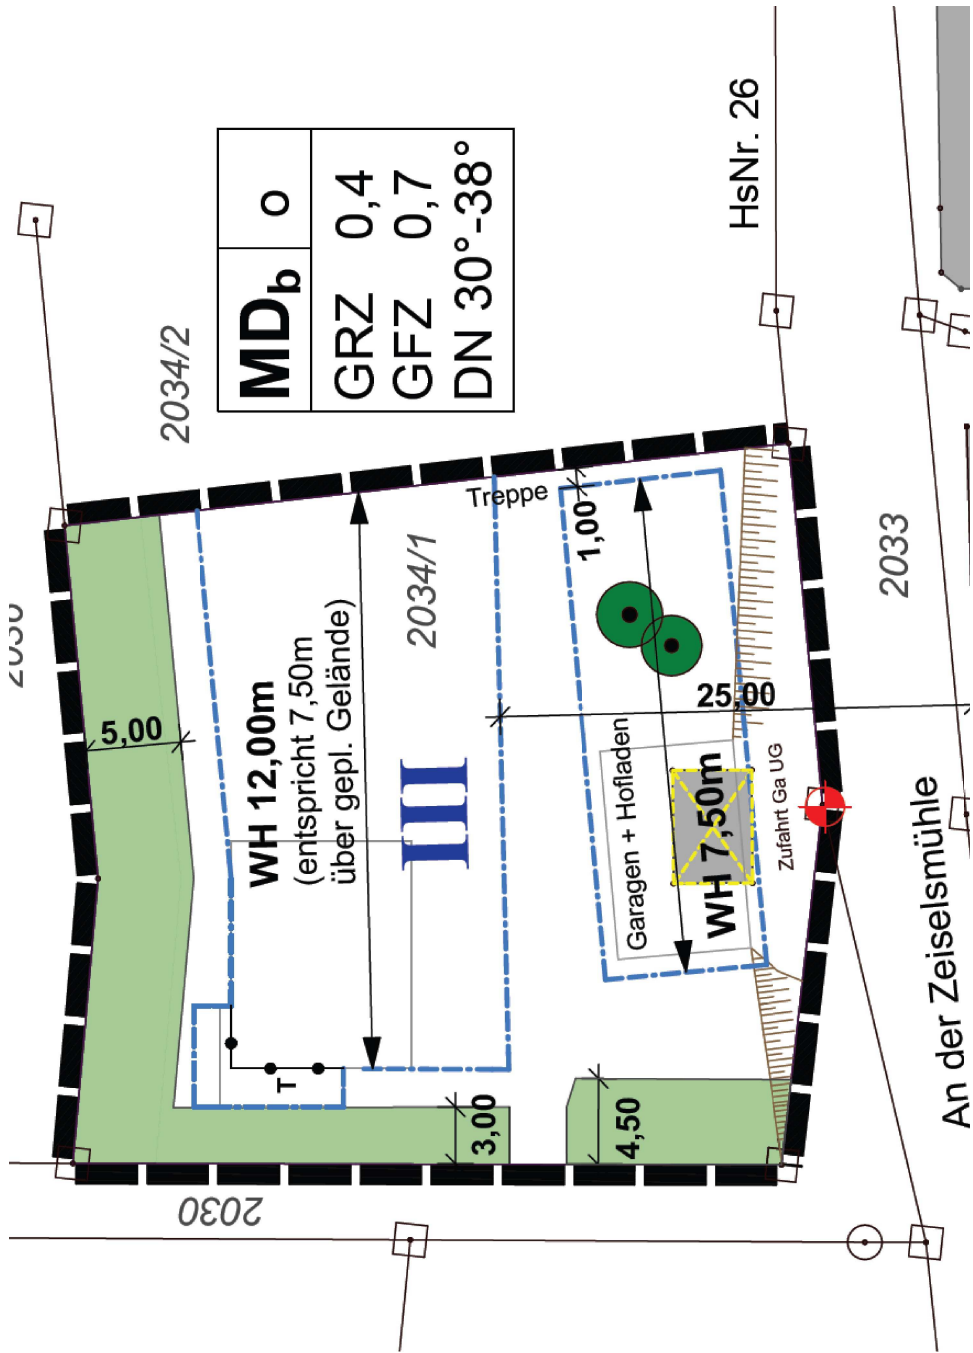 2034/2
MDb o
GRZ 0,4
GFZ 0,7
DN 30°-38°
HsNr. 26
5,00
WH 12,00m
(entspricht 7,50m
über gepl. Gelände)
III
2034/1
Treppe
1,00
T
3,00
4,50
Garagen + Hofladen
WH 7,50m
25,00
Zufahrt Ga UG
2033
An der Zeiselsmühle
2030